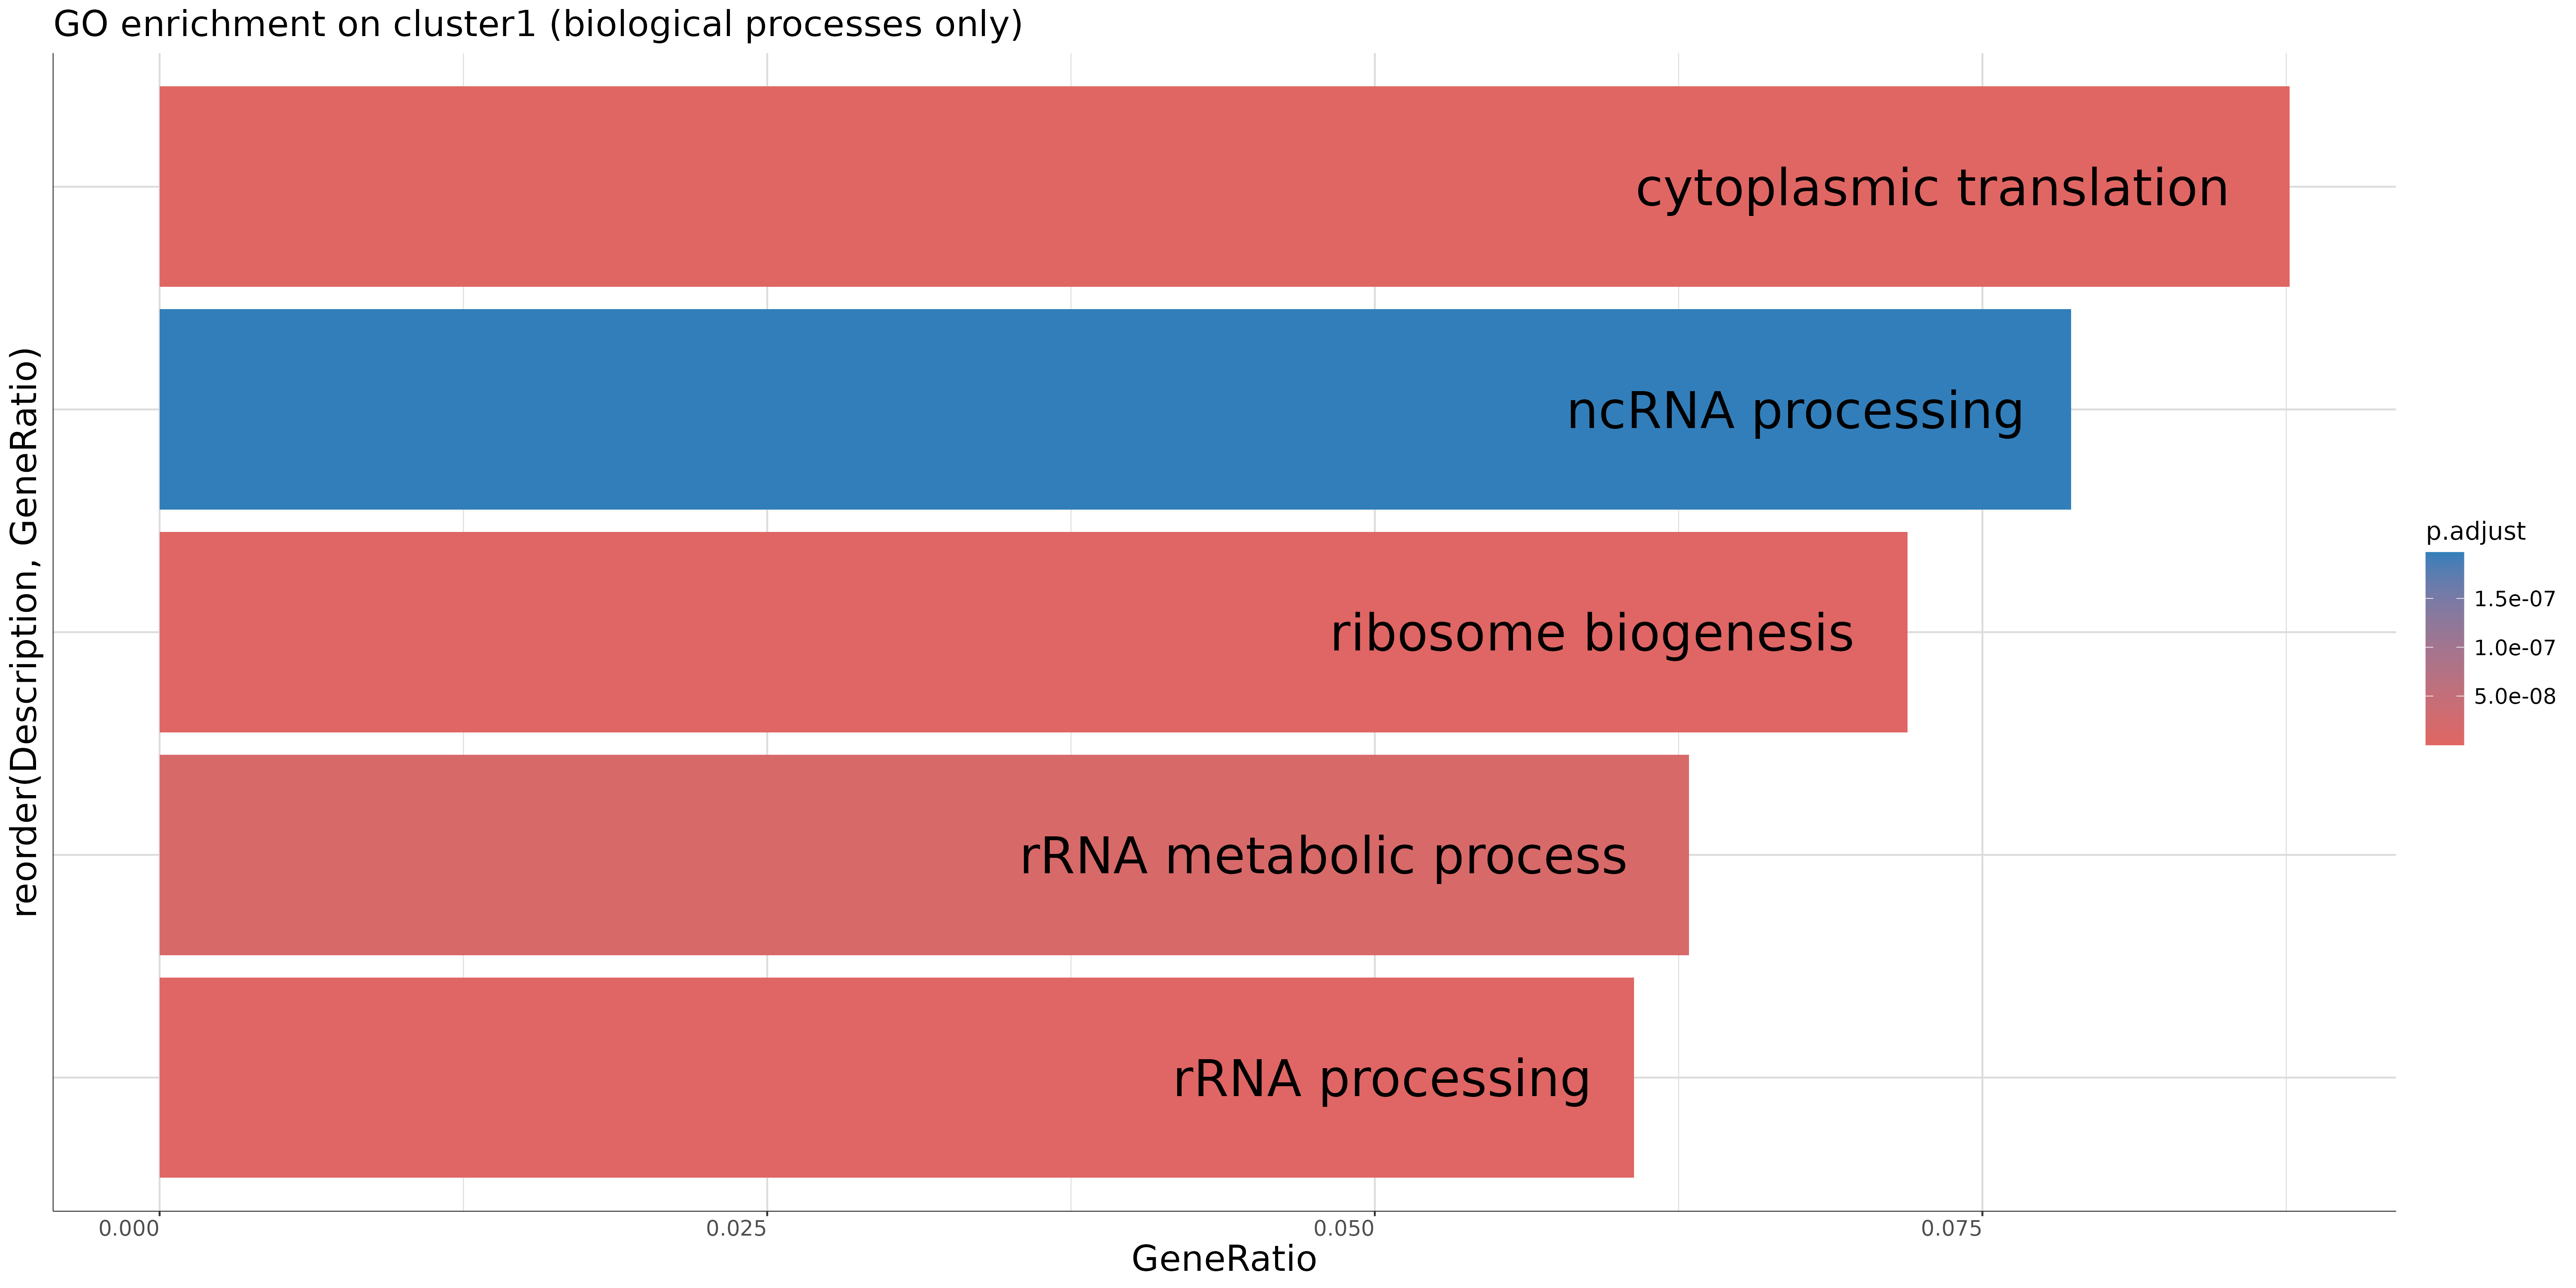 GO enrichment on cluster1 (biological processes only)
reorder(Description, GeneRatio)
cytoplasmic translation
ncRNA processing
ribosome biogenesis
rRNA metabolic process
rRNA processing
0.000 0.025 0.050 0.075
GeneRatio
p.adjust
1.5e-07
1.0e-07
5.0e-08